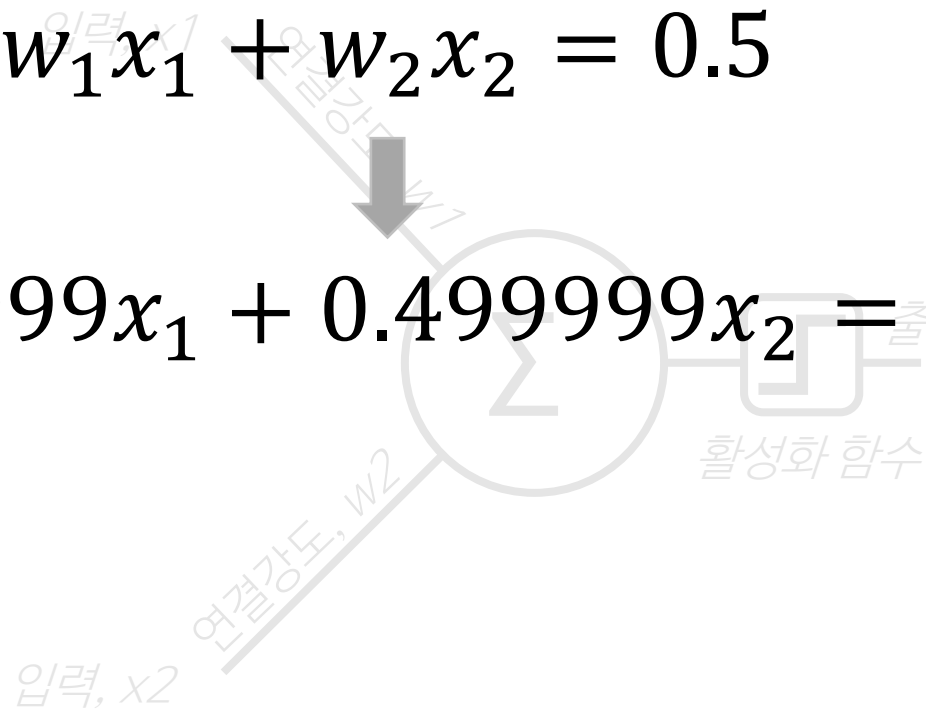 입력, x1
w₁x₁ + w₂x₂ = 0.5
연결강도, w1
99x₁ + 0.499999x₂ =
Σ
출
활성화 함수
연결강도, w2
입력, x2